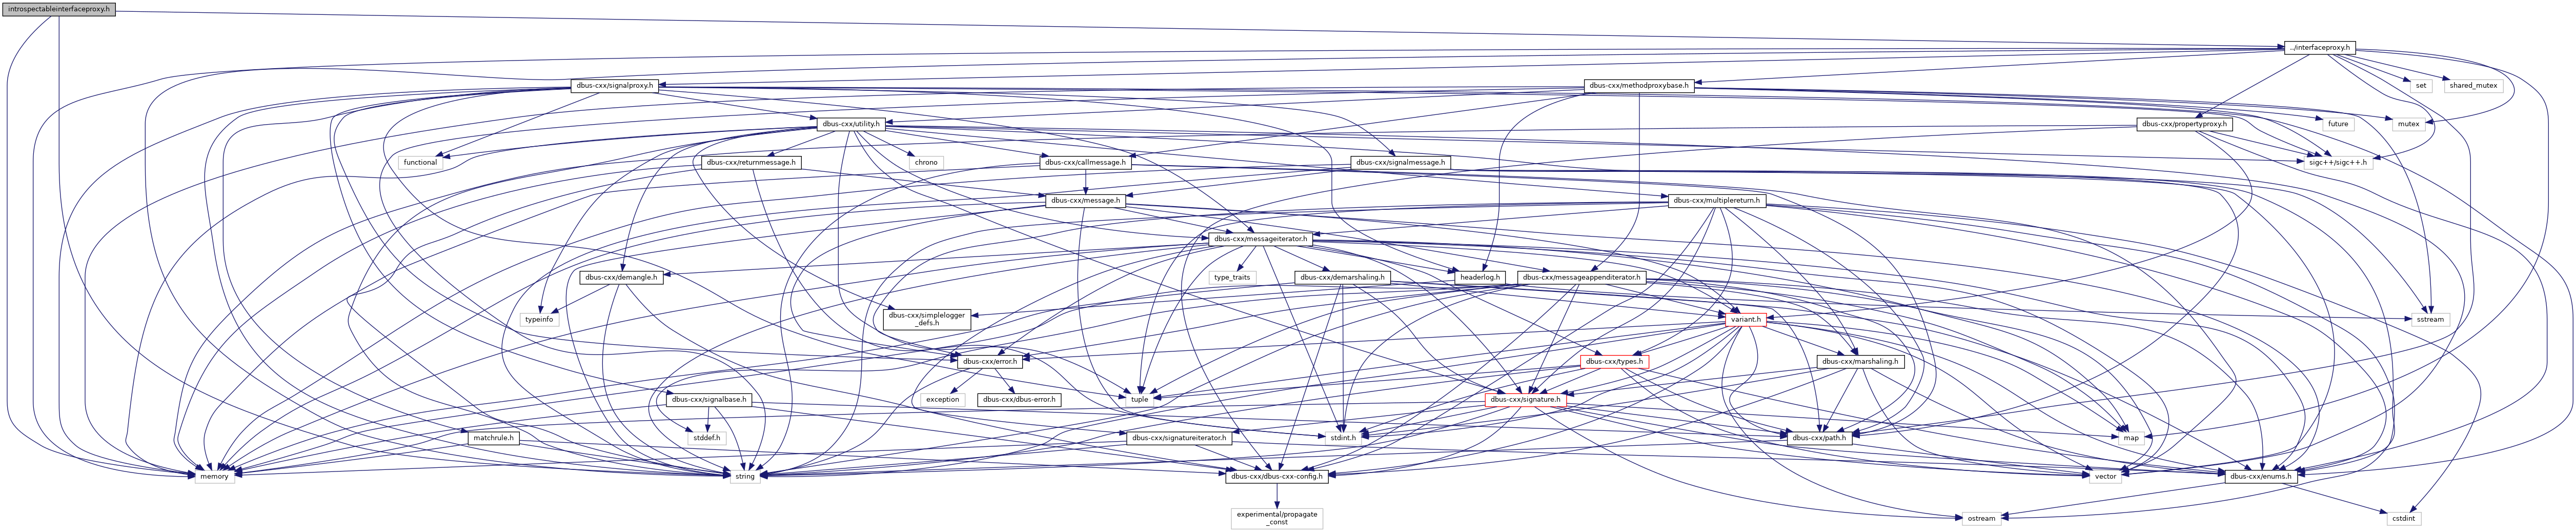 introspectableinterfaceproxy.h
../interfaceproxy.h
dbus-cxx/signalproxy.h
dbus-cxx/methodproxybase.h
set
shared_mutex
dbus-cxx/utility.h
dbus-cxx/propertyproxy.h
future
mutex
functional
dbus-cxx/returnmessage.h
chrono
dbus-cxx/callmessage.h
dbus-cxx/signalmessage.h
sigc++/sigc++.h
dbus-cxx/message.h
dbus-cxx/multiplereturn.h
dbus-cxx/messageiterator.h
dbus-cxx/demangle.h
type_traits
dbus-cxx/demarshaling.h
headerlog.h
dbus-cxx/messageappenditerator.h
typeinfo
dbus-cxx/simplelogger
_defs.h
variant.h
sstream
dbus-cxx/error.h
dbus-cxx/types.h
dbus-cxx/marshaling.h
dbus-cxx/signalbase.h
exception
dbus-cxx/dbus-error.h
tuple
dbus-cxx/signature.h
matchrule.h
stddef.h
dbus-cxx/signatureiterator.h
stdint.h
dbus-cxx/path.h
map
memory
string
dbus-cxx/dbus-cxx-config.h
vector
dbus-cxx/enums.h
experimental/propagate
_const
ostream
cstdint